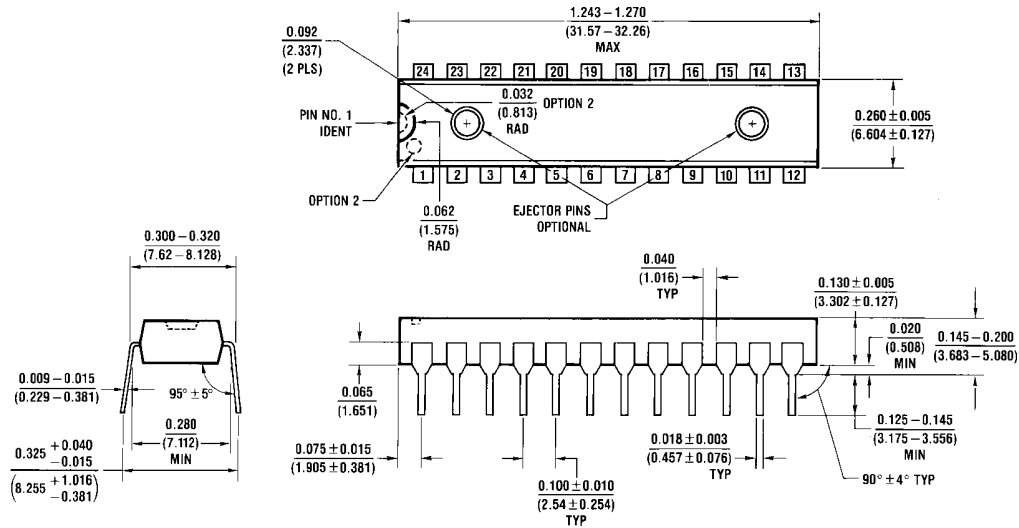 1.243 – 1.270
(31.57 – 32.26)
MAX
0.092
(2.337)
(2 PLS)
24 23 22 21 20 19 18 17 16 15 14 13
0.032
(0.813)
RAD
OPTION 2
PIN NO. 1
IDENT
0.260 ± 0.005
(6.604 ± 0.127)
1 2 3 4 5 6 7 8 9 10 11 12
OPTION 2
0.062
(1.575)
RAD
EJECTOR PINS
OPTIONAL
0.300 – 0.320
(7.62 – 8.128)
0.040
(1.016)
TYP
0.130 ± 0.005
(3.302 ± 0.127)
0.020
(0.508)
MIN
0.145 – 0.200
(3.683 – 5.080)
0.009 – 0.015
(0.229 – 0.381)
95° ± 5°
0.280
(7.112)
MIN
0.325 +0.040
–0.015
(8.255 +1.016
–0.381)
0.065
(1.651)
0.075 ± 0.015
(1.905 ± 0.381)
0.100 ± 0.010
(2.54 ± 0.254)
TYP
0.018 ± 0.003
(0.457 ± 0.076)
TYP
0.125 – 0.145
(3.175 – 3.556)
MIN
90° ± 4° TYP